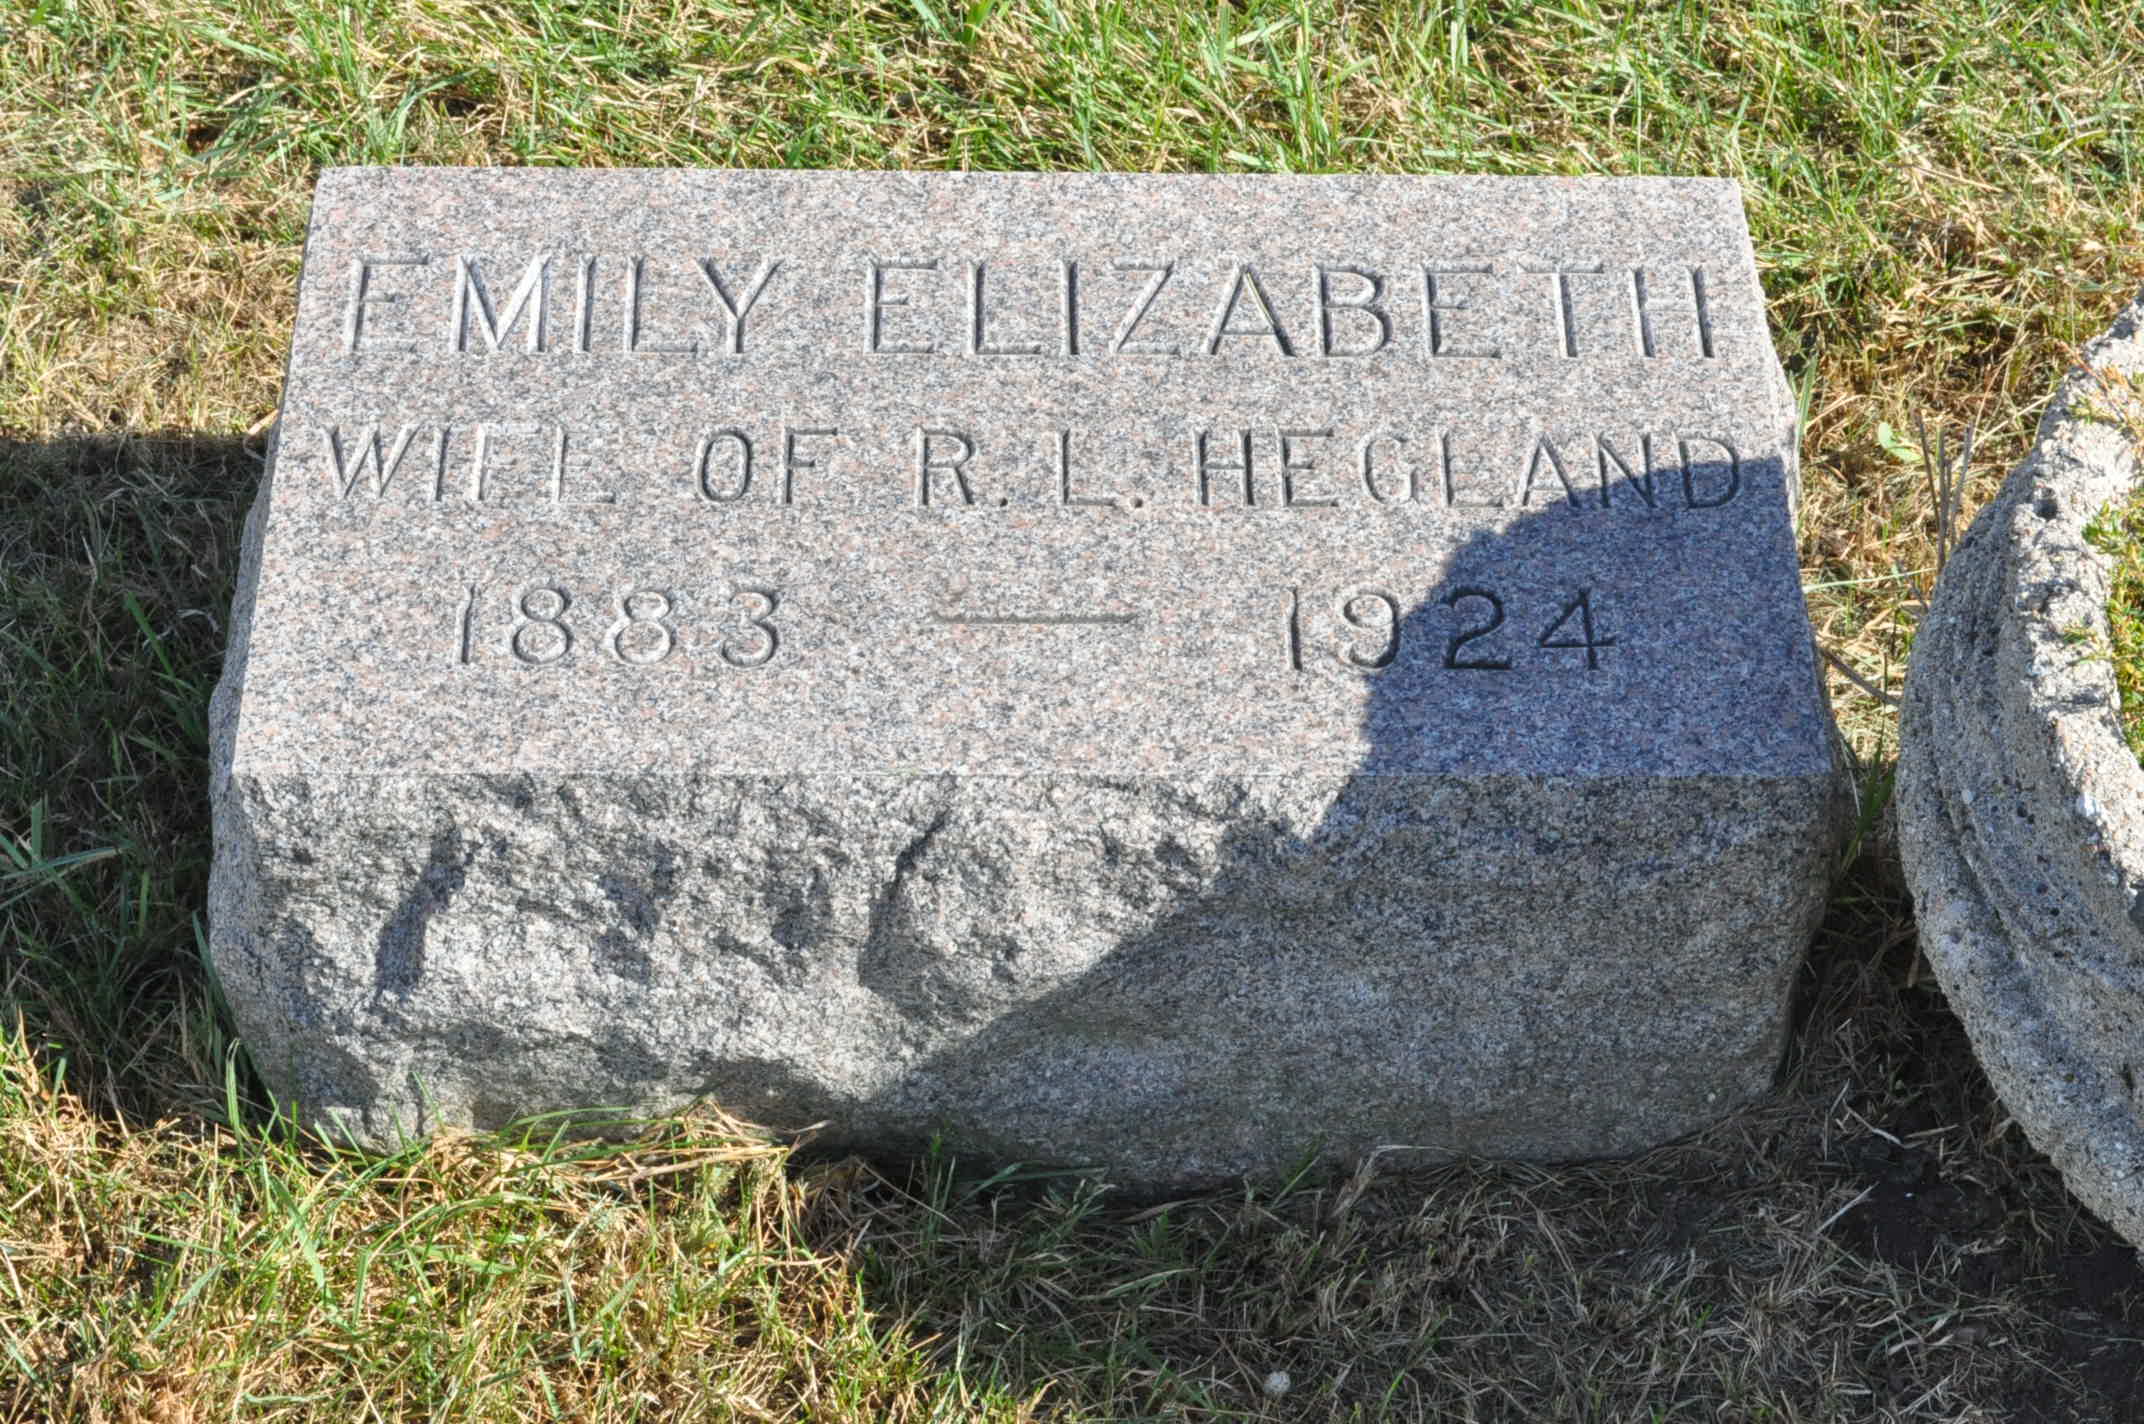 EMILY ELIZABETH
WIFE OF R. L. HEGLAND
1883 — 1924